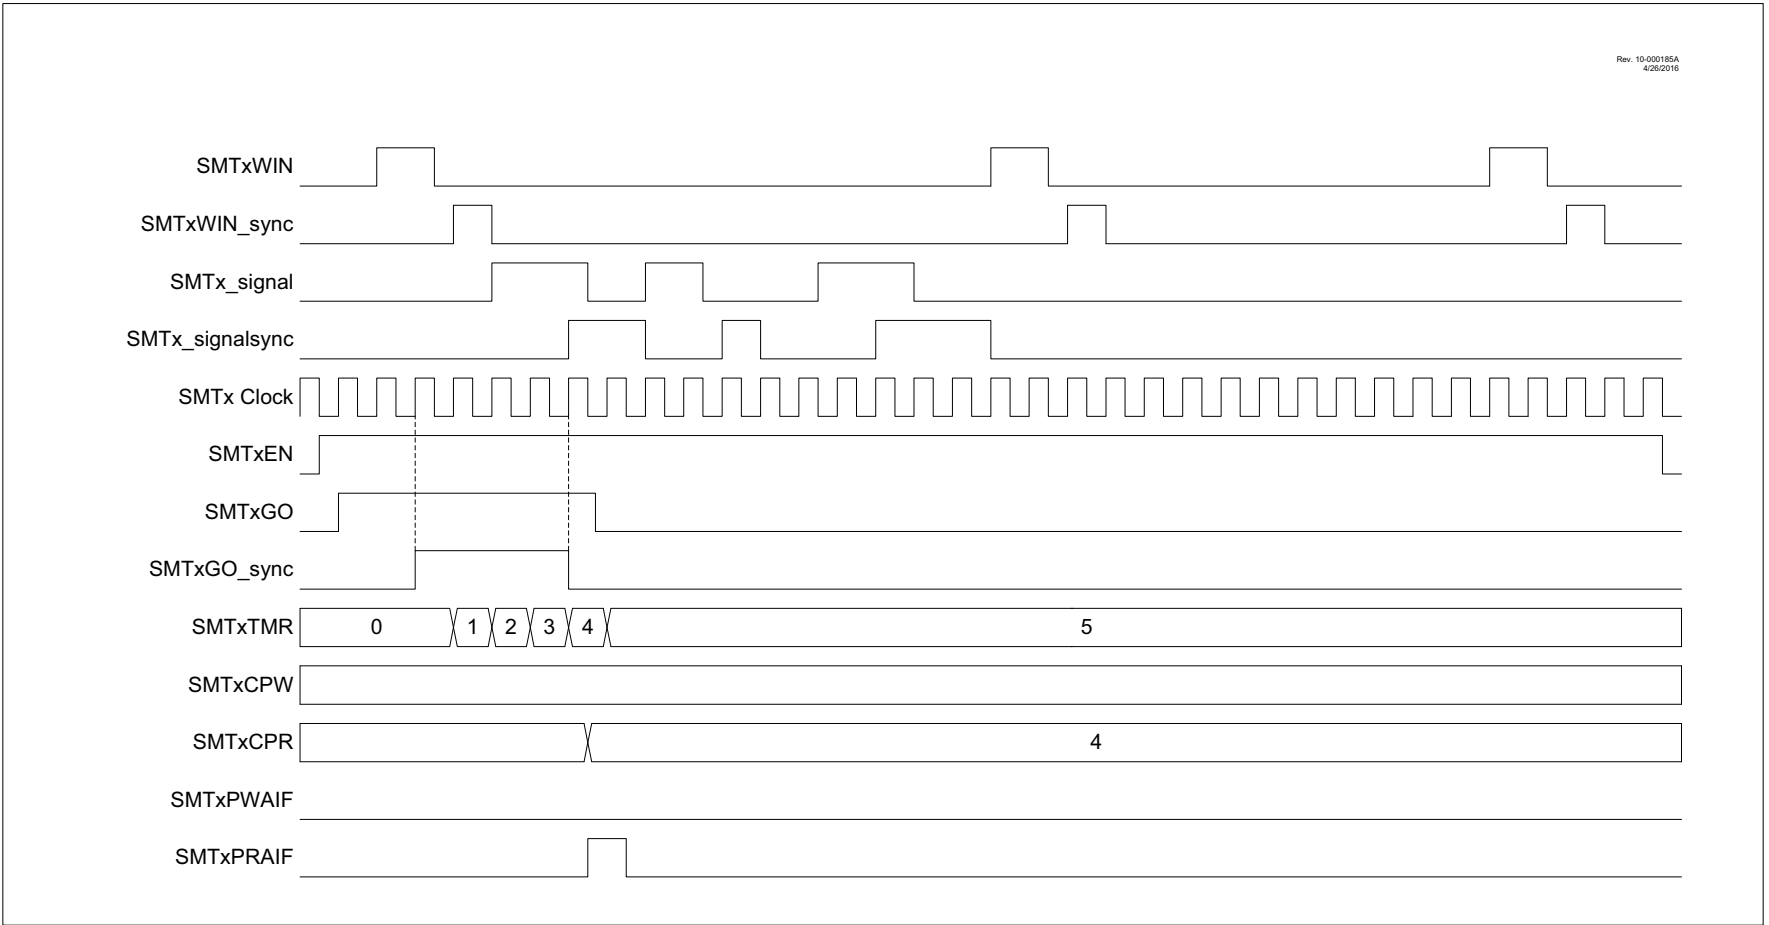 Rev. 10-000185A
4/26/2016
SMTxWIN
SMTxWIN_sync
SMTx_signal
SMTx_signalsync
SMTx Clock
SMTxEN
SMTxGO
SMTxGO_sync
SMTxTMR 0 1 2 3 4 5
SMTxCPW
SMTxCPR 4
SMTxPWAIF
SMTxPRAIF